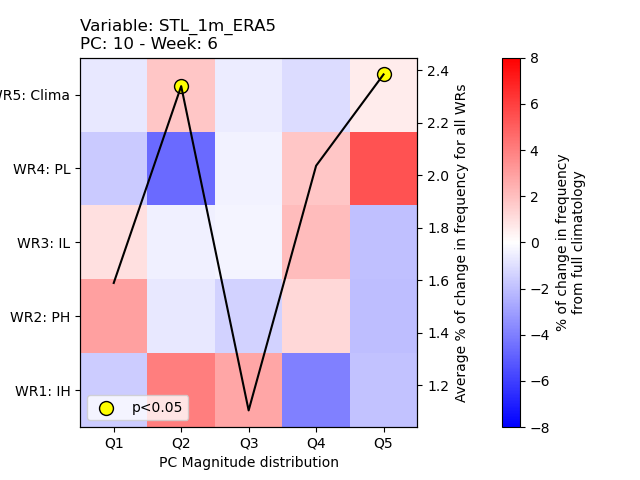 Variable: STL_1m_ERA5
PC: 10 - Week: 6
WR5: Clima
WR4: PL
WR3: IL
WR2: PH
WR1: IH
p<0.05
Q1 Q2 Q3 Q4 Q5
PC Magnitude distribution
2.4
2.2
2.0
1.8
1.6
1.4
1.2
Average % of change in frequency for all WRs
8
6
4
2
0
−2
−4
−6
−8
% of change in frequency
from full climatology